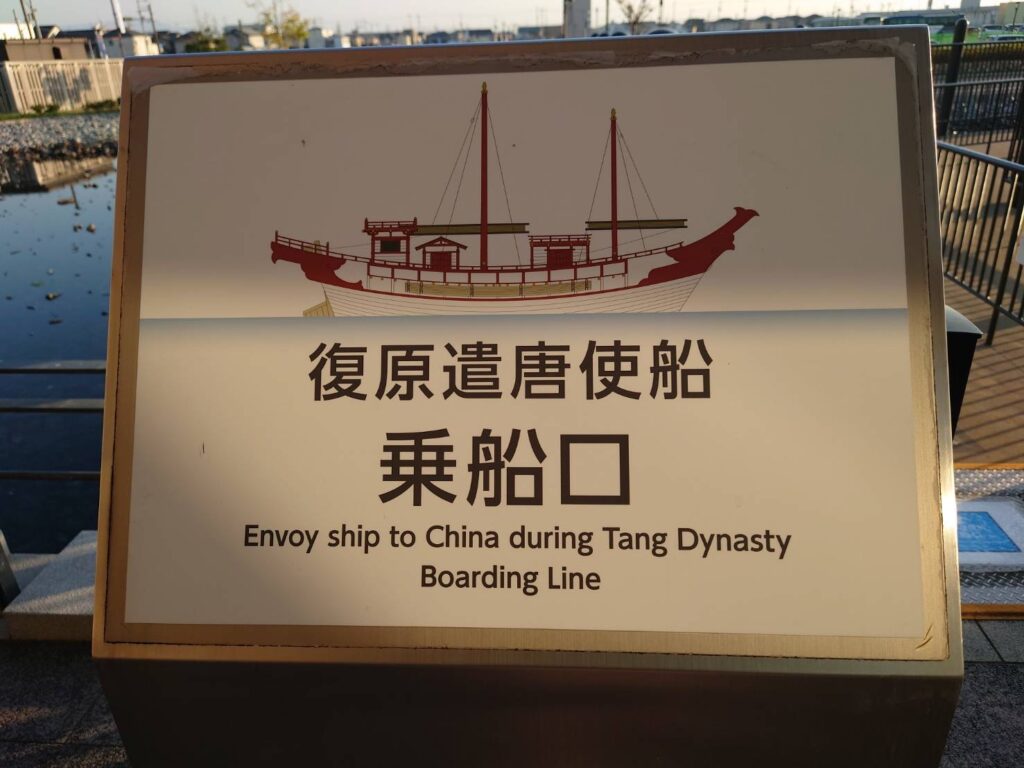 復原遣唐使船
乗船口
Envoy ship to China during Tang Dynasty
Boarding Line